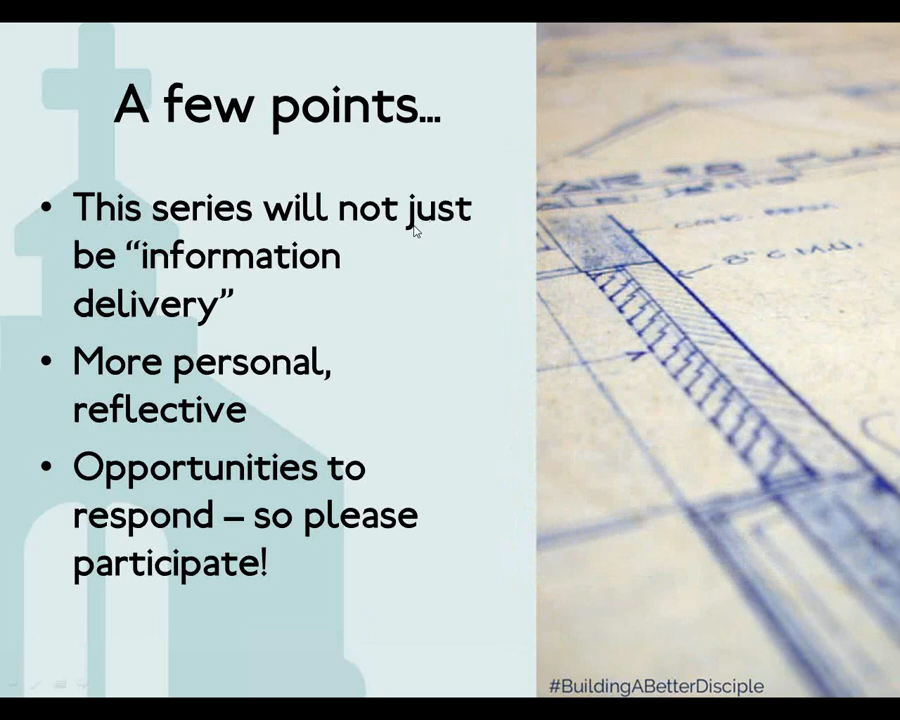 A few points...
• This series will not just
be “information
delivery”
• More personal,
reflective
• Opportunities to
respond – so please
participate!
8" C M.U.
#BuildingABetterDisciple